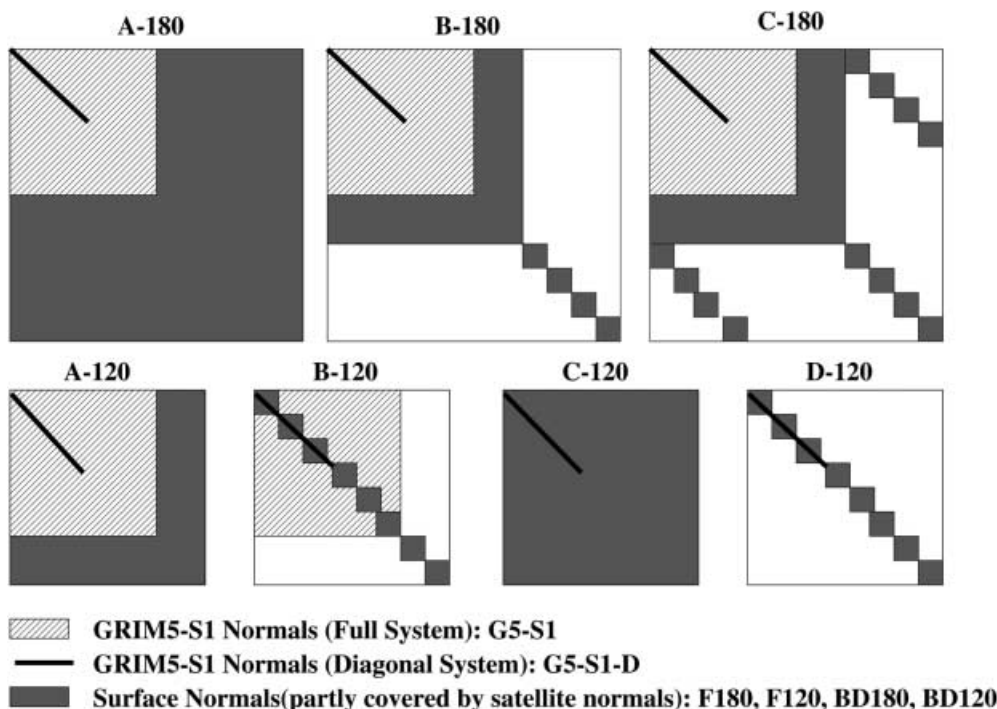 A-180 B-180 C-180
A-120 B-120 C-120 D-120
GRIM5-S1 Normals (Full System): G5-S1
GRIM5-S1 Normals (Diagonal System): G5-S1-D
Surface Normals(partly covered by satellite normals): F180, F120, BD180, BD120